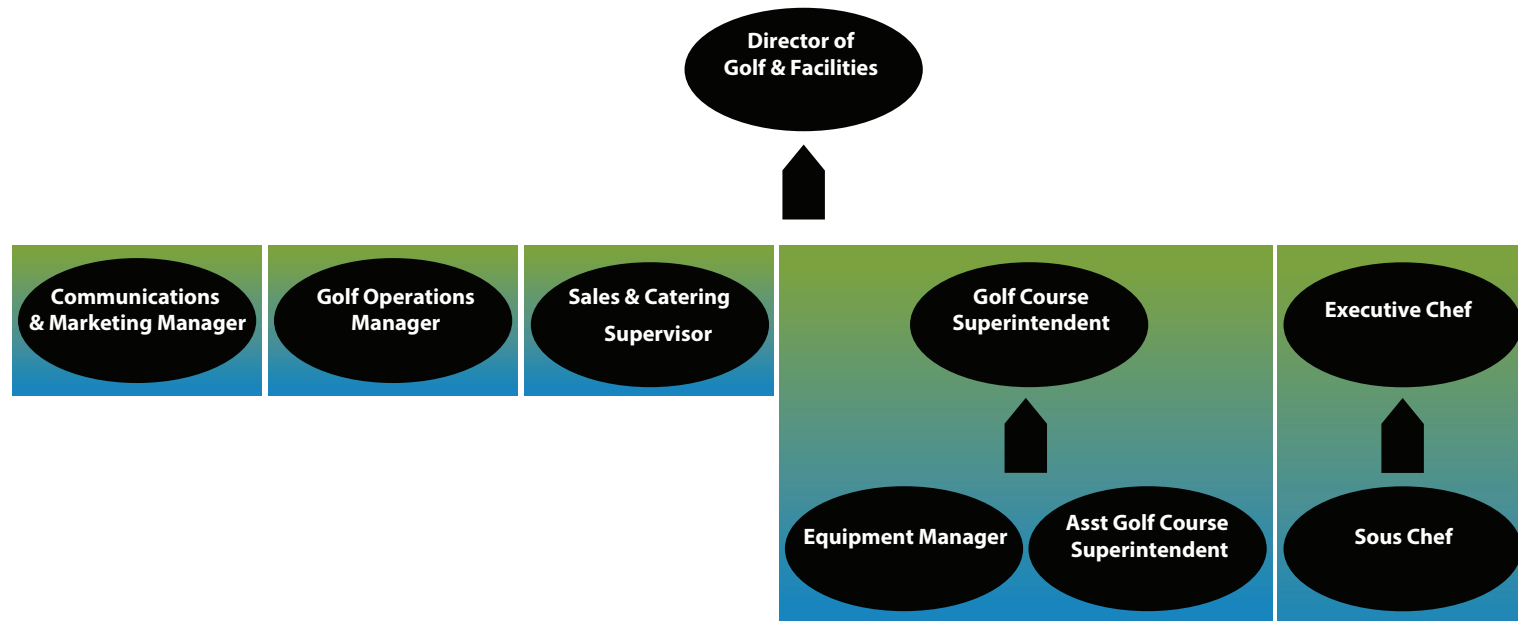 Director of
Golf & Facilities
Communications
& Marketing Manager
Golf Operations
Manager
Sales & Catering
Supervisor
Golf Course
Superintendent
Executive Chef
Equipment Manager
Asst Golf Course
Superintendent
Sous Chef